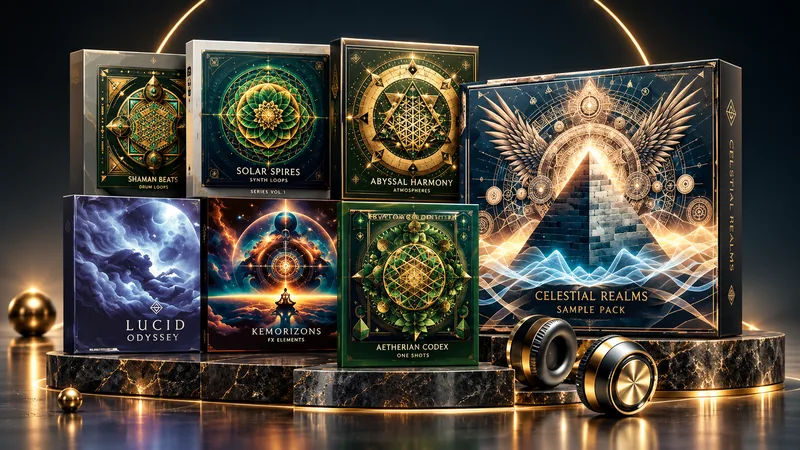 SHAMAN BEATS
DRUM LOOPS
SOLAR SPIRES
SYNTH LOOPS
SERIES VOL.1
ABYSSAL HARMONY
ATMOSPHERES
LUCID
ODYSSEY
KEMORIZONS
FX ELEMENTS
AETHERIAN CODEX
ONE SHOTS
CELESTIAL REALMS
SAMPLE PACK
CELESTIAL REALMS